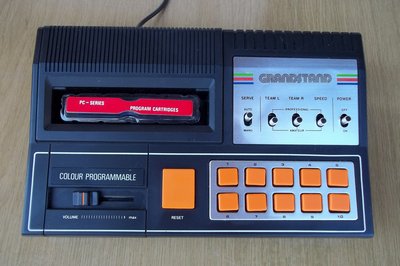 GRANDSTAND
PC-SERIES
PROGRAM CARTRIDGES
SERVE TEAM L TEAM R SPEED POWER
AUTO PROFESSIONAL OFF
MANU AMATEUR ON
COLOUR PROGRAMMABLE
VOLUME max
RESET
1 2 3 4 5
6 7 8 9 10